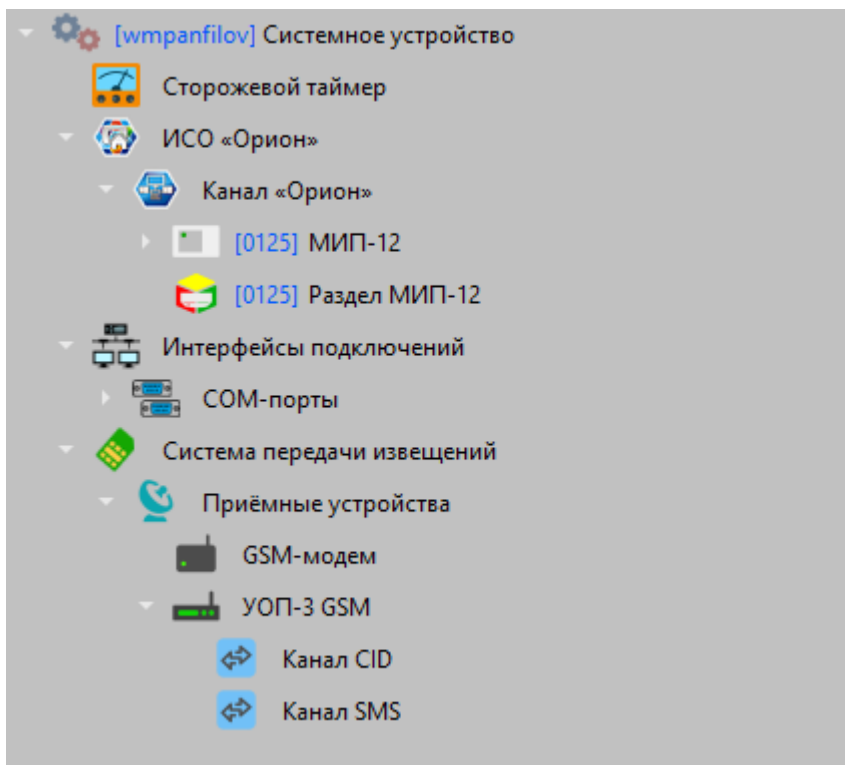 [wmpanfilov] Системное устройство
Сторожевой таймер
ИСО «Орион»
Канал «Орион»
[0125] МИП-12
[0125] Раздел МИП-12
Интерфейсы подключений
COM-порты
Система передачи извещений
Приёмные устройства
GSM-модем
УОП-3 GSM
Канал CID
Канал SMS